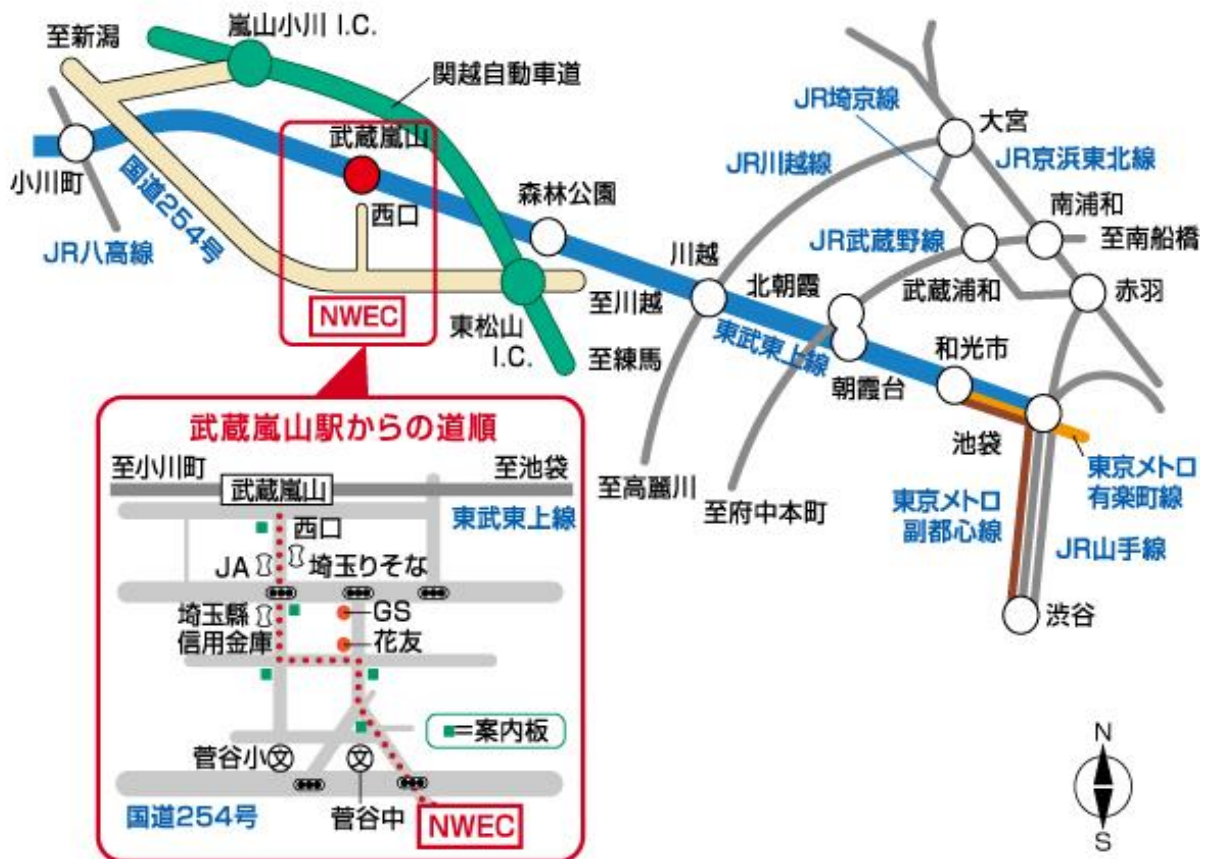 至新潟
嵐山小川 I.C.
関越自動車道
武蔵嵐山
小川町
国道254号
西口
森林公園
JR八高線
NWEC
東松山
I.C.
至川越
至練馬
JR埼京線
大宮
JR川越線
JR京浜東北線
南浦和
JR武蔵野線
至南船橋
川越
北朝霞
武蔵浦和
赤羽
東武東上線
和光市
朝霞台
池袋
至高麗川
至府中本町
東京メトロ
副都心線
東京メトロ
有楽町線
JR山手線
渋谷
武蔵嵐山駅からの道順
至小川町
至池袋
武蔵嵐山
西口
東武東上線
JA
埼玉りそな
埼玉縣
信用金庫
GS
花友
=案内板
菅谷小
文
文
菅谷中
国道254号
NWEC
N
S